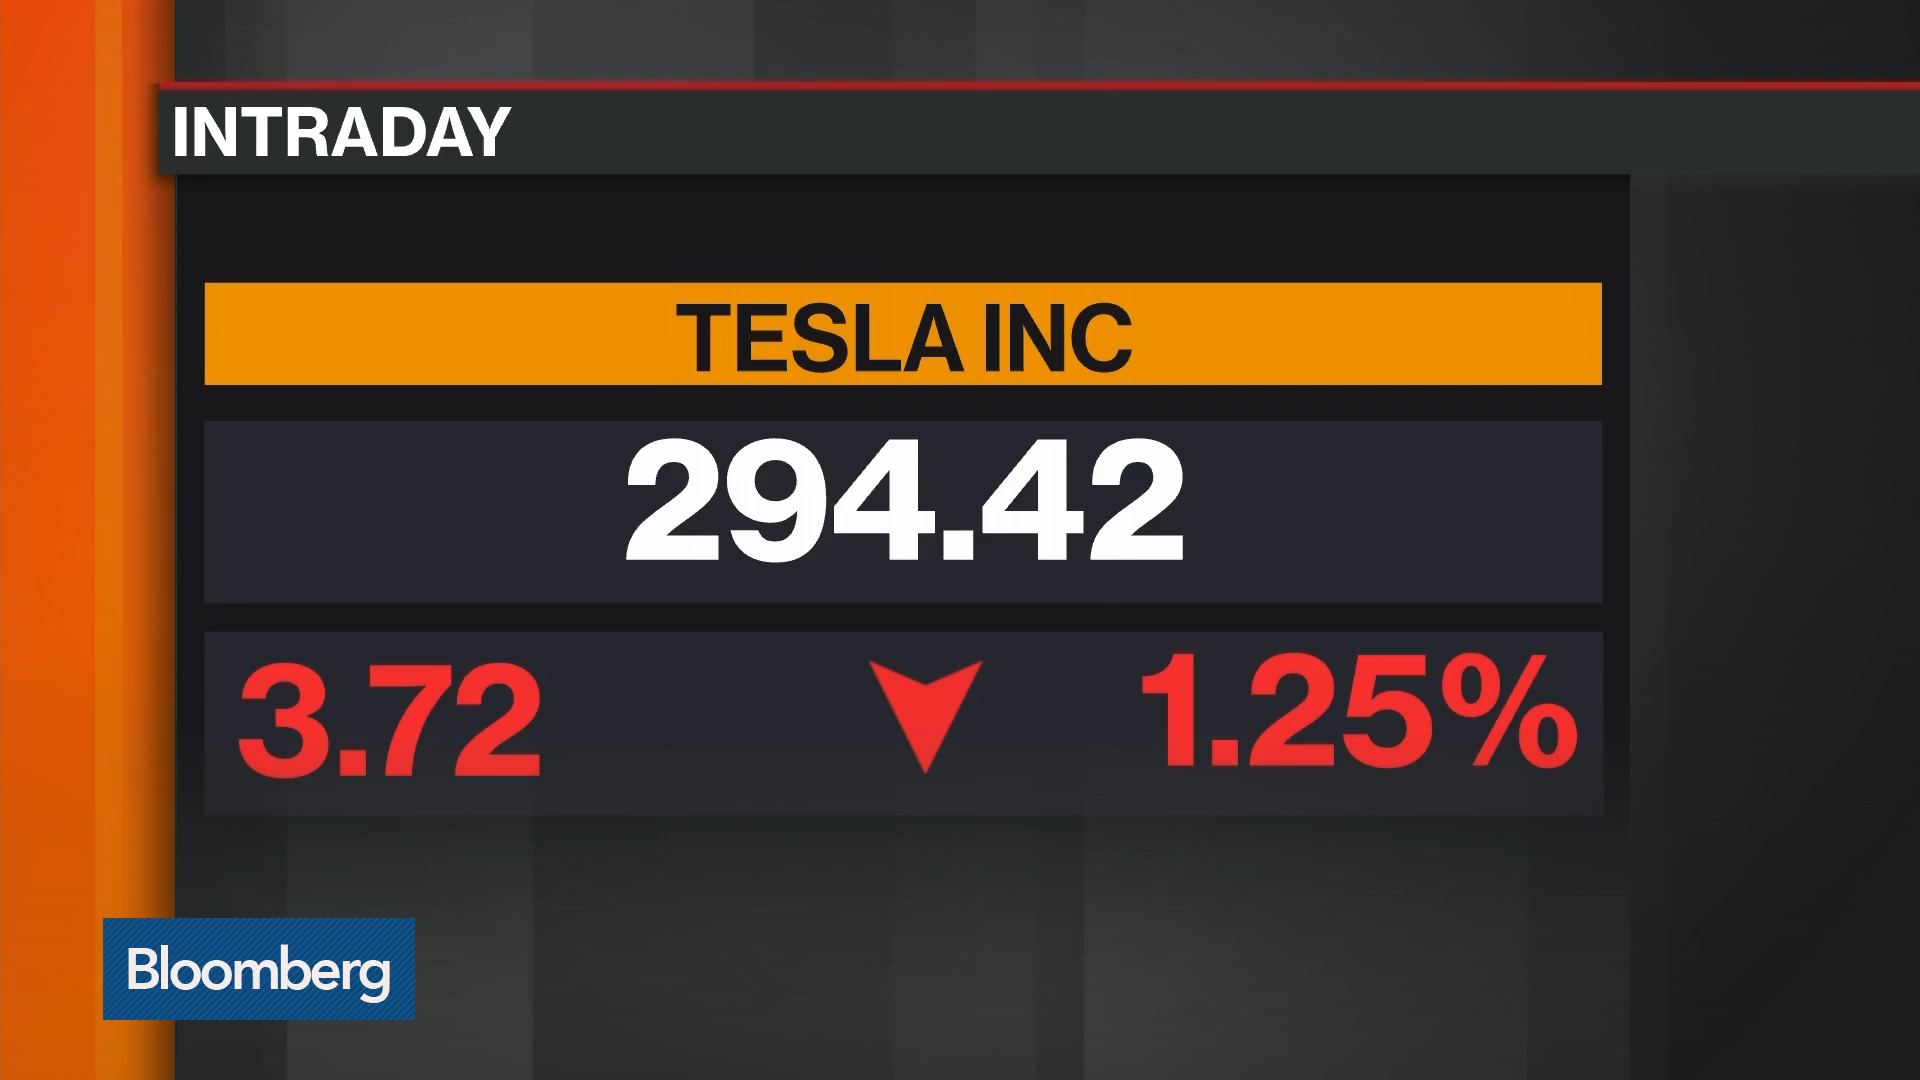 INTRADAY
TESLA INC
294.42
3.72 1.25%
Bloomberg